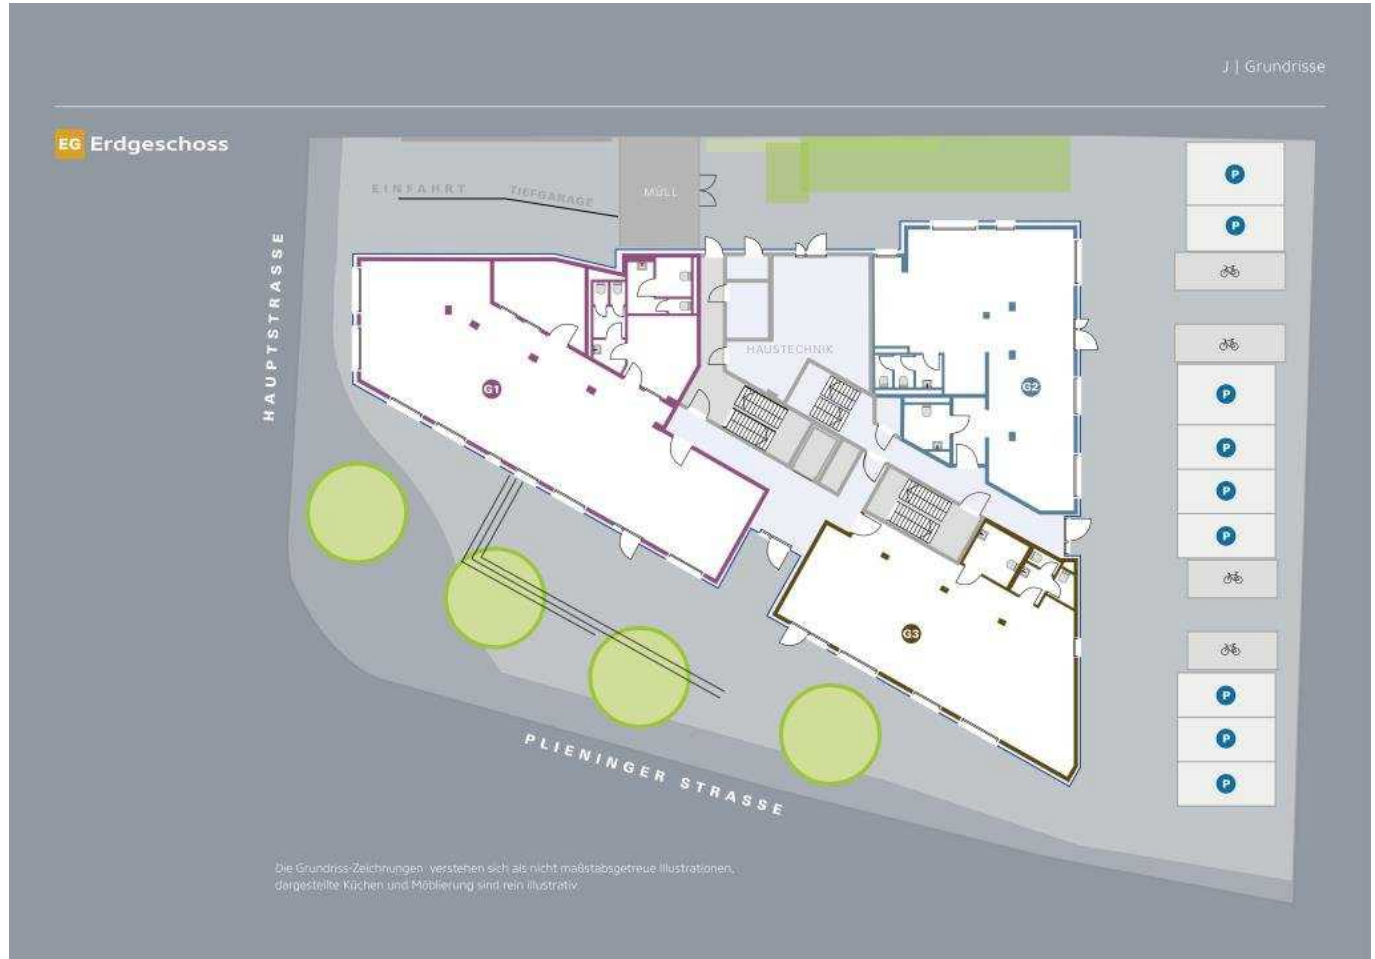 J | Grundrisse
EG Erdgeschoss
EINFAHRT TIEFGARAGE
MÜLL
P
P
HAUPTSTRASSE
HAUSTECHNIK
G1
G2
P
P
P
P
G3
P
P
P
PLIENINGER STRASSE
Die Grundriss-Zeichnungen verstehen sich als nicht maßstabsgetreue Illustrationen,
dargestellte Küchen und Möblierung sind rein illustrativ.